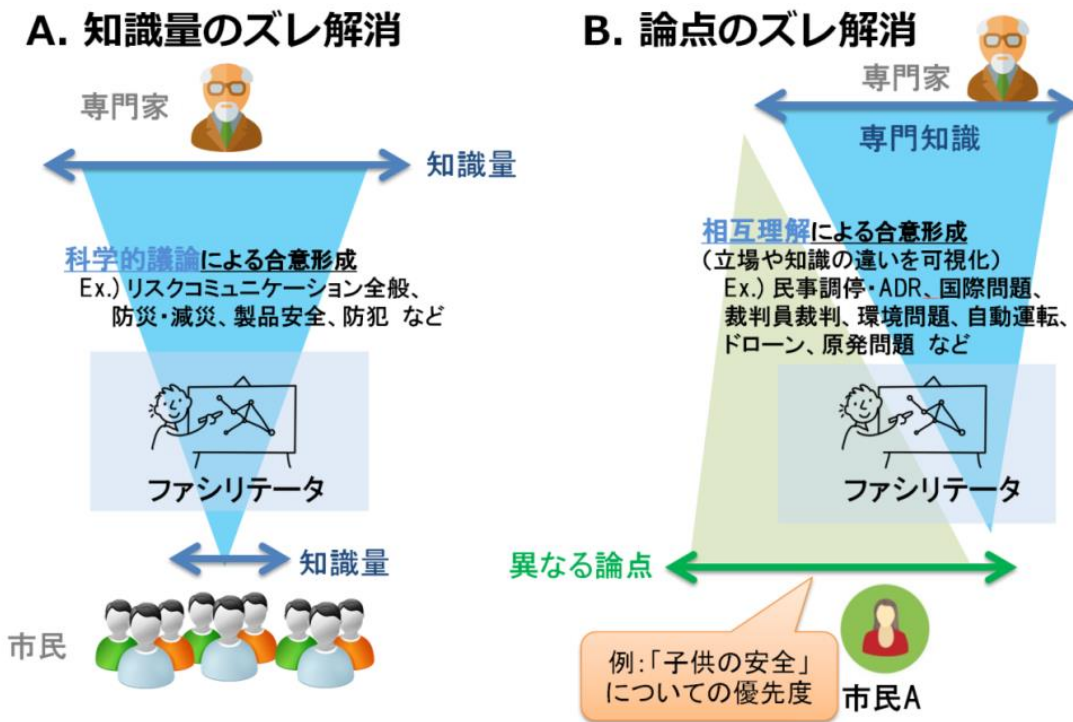 A. 知識量のズレ解消
専門家
知識量
科学的議論による合意形成
Ex.) リスクコミュニケーション全般、
防災・減災、製品安全、防犯 など
ファシリテータ
知識量
市民
B. 論点のズレ解消
専門家
専門知識
相互理解による合意形成
(立場や知識の違いを可視化)
Ex.) 民事調停・ADR、国際問題、
裁判員裁判、環境問題、自動運転、
ドローン、原発問題 など
ファシリテータ
異なる論点
例:「子供の安全」
についての優先度
市民A